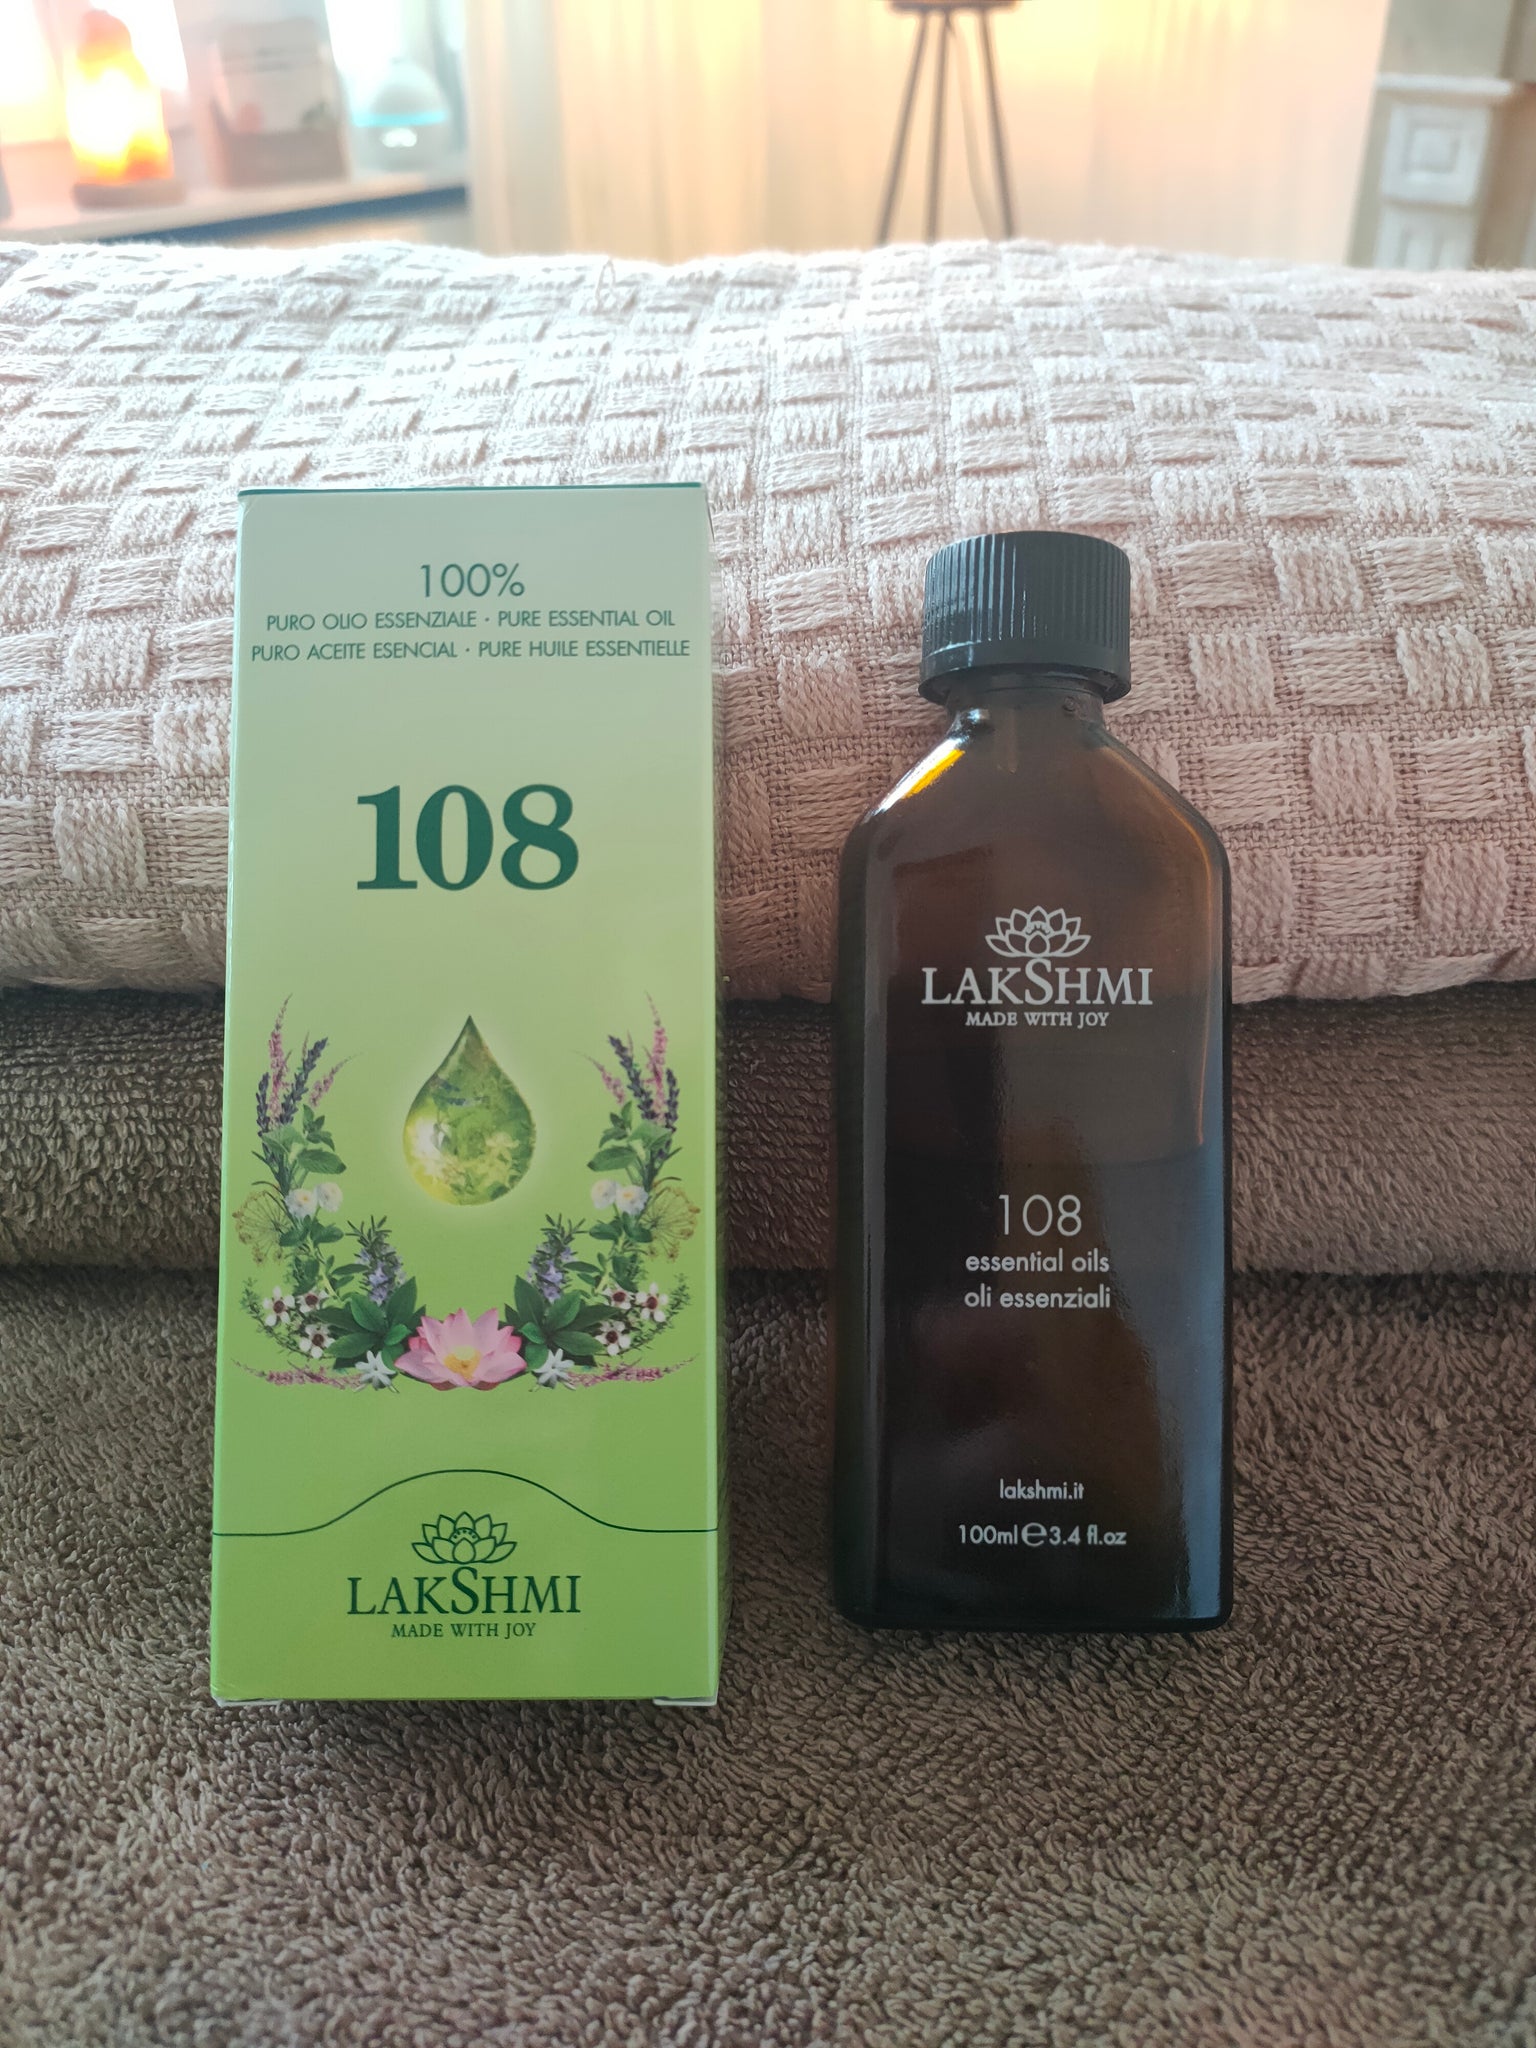 100%
PURO OLIO ESSENZIALE · PURE ESSENTIAL OIL
PURO ACEITE ESENCIAL · PURE HUILE ESSENTIELLE
108
LAKSHMI
MADE WITH JOY
LAKSHMI
MADE WITH JOY
108
essential oils
oli essenziali
lakshmi.it
100ml e 3.4 fl.oz